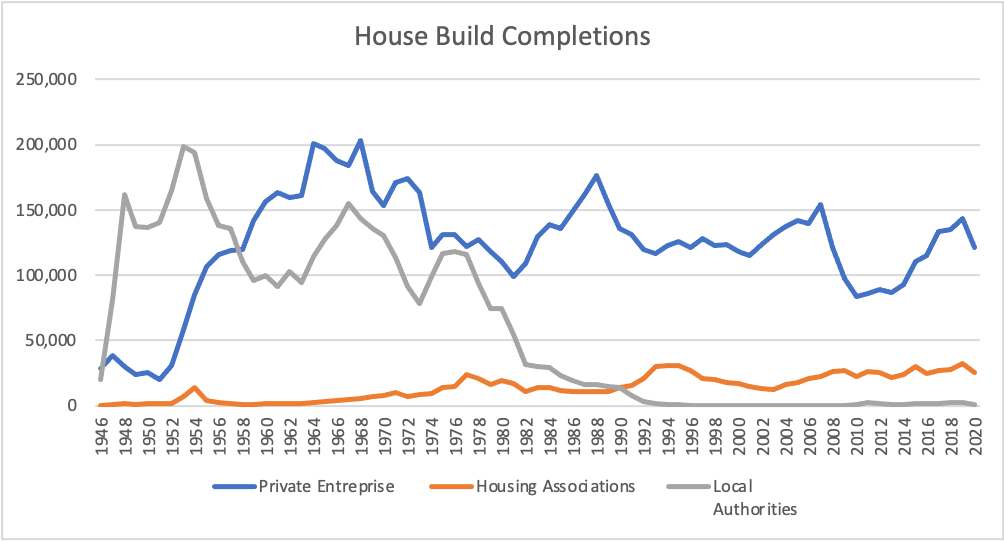 House Build Completions
250,000
200,000
150,000
100,000
50,000
0
1946 1948 1950 1952 1954 1956 1958 1960 1962 1964 1966 1968 1970 1972 1974 1976 1978 1980 1982 1984 1986 1988 1990 1992 1994 1996 1998 2000 2002 2004 2006 2008 2010 2012 2014 2016 2018 2020
Private Entreprise Housing Associations Local
Authorities